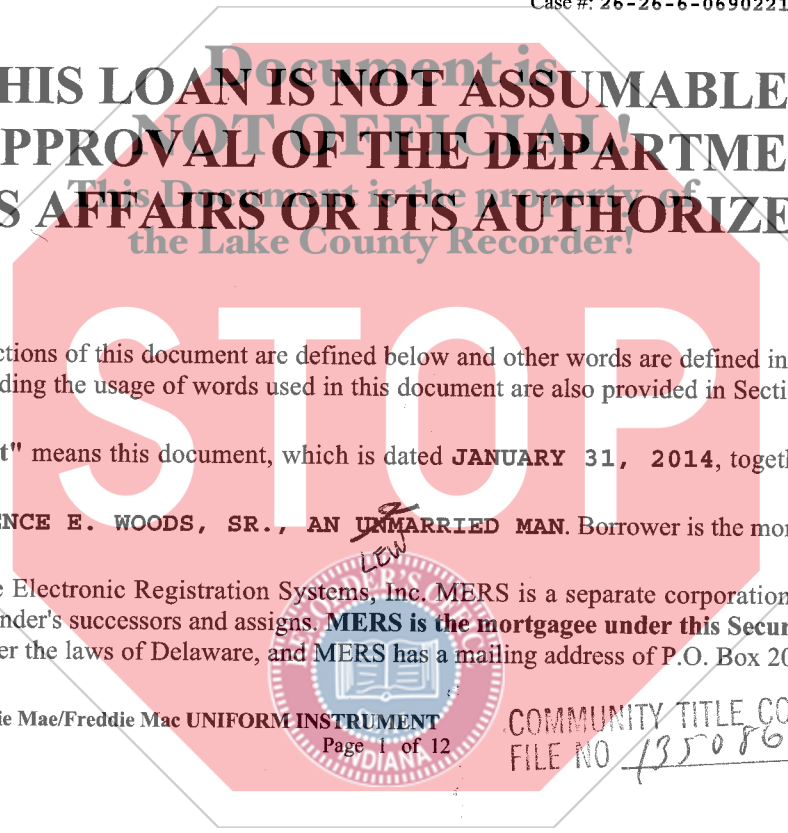 Case #: 26-26-6-0690221
Document is
HIS LOAN IS NOT ASSUMABLE
NOT OFFICIAL!
PPROVAL OF THE DEPARTME
This Document is the property of
S AFFAIRS OR ITS AUTHORIZE
the Lake County Recorder!
STOP
ctions of this document are defined below and other words are defined in
ding the usage of words used in this document are also provided in Secti
t" means this document, which is dated JANUARY 31, 2014, togeth
NCE E. WOODS, SR., AN UNMARRIED MAN. Borrower is the mor
LEW
e Electronic Registration Systems, Inc. MERS is a separate corporation
nder's successors and assigns. MERS is the mortgagee under this Secur
er the laws of Delaware, and MERS has a mailing address of P.O. Box 20
RECORDER'S OFFICE
INDIANA
ie Mae/Freddie Mac UNIFORM INSTRUMENT
Page 1 of 12
COMMUNITY TITLE CO
FILE NO 135086